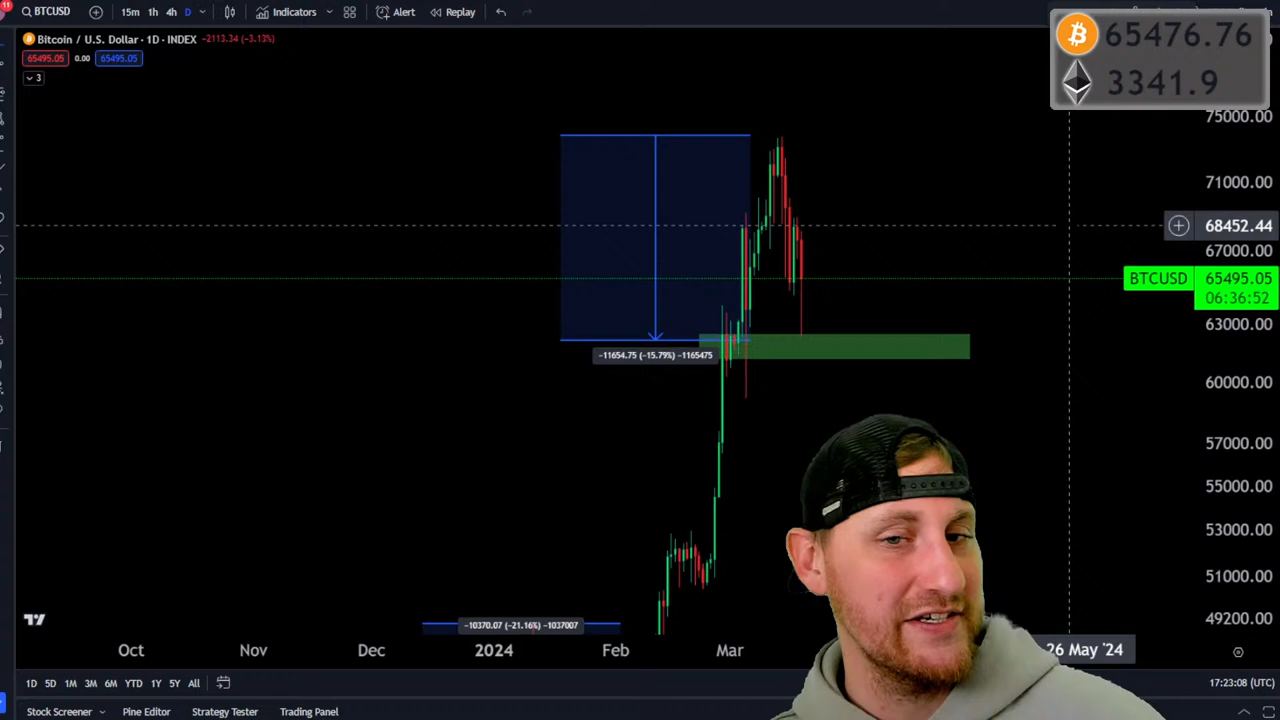 11
BTCUSD 15m 1h 4h D Indicators Alert Replay
Bitcoin / U.S. Dollar · 1D · INDEX −2113.34 (−3.13%)
65495.05 0.00 65495.05
3
65476.76
3341.9
75000.00
71000.00
68452.44
67000.00
BTCUSD 65495.05
06:36:52
63000.00
−11654.75 (−15.79%) −1165475
60000.00
57000.00
55000.00
53000.00
51000.00
49200.00
−10370.07 (−21.16%) −1037007
Oct Nov Dec 2024 Feb Mar 26 May '24
1D 5D 1M 3M 6M YTD 1Y 5Y All 17:23:08 (UTC)
Stock Screener Pine Editor Strategy Tester Trading Panel